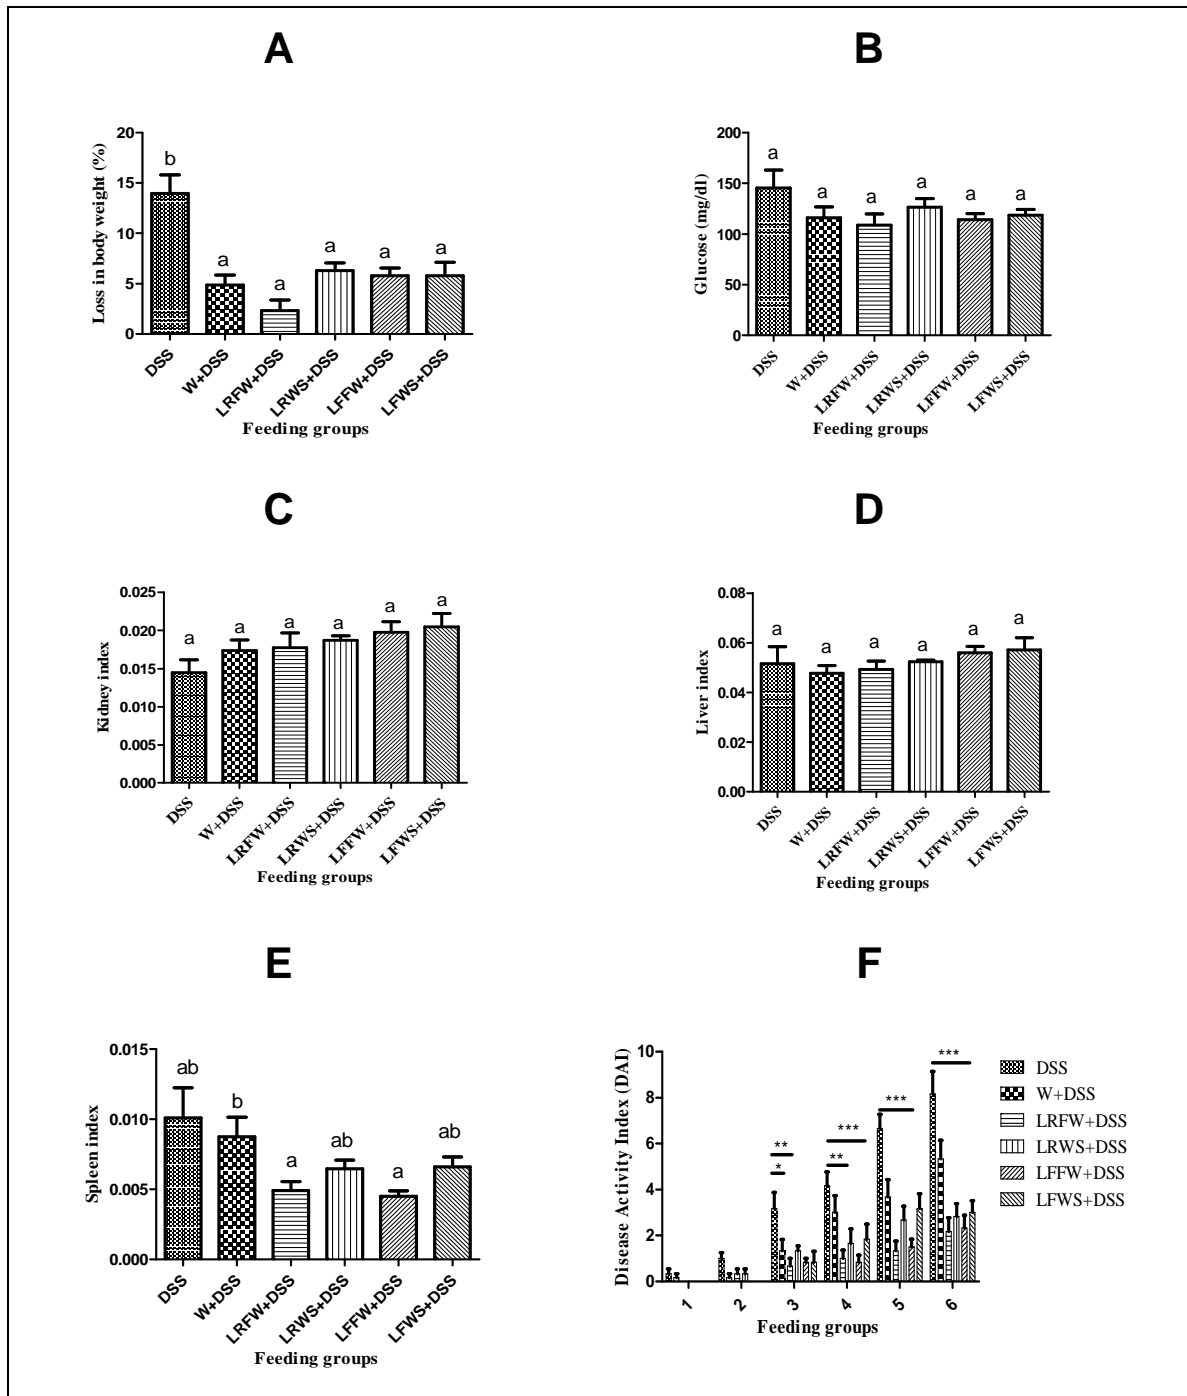 A
B
20
15
10
5
0
Loss in body weight (%)
b
a
a
a
a
a
DSS
W+DSS
LRFW+DSS
LRWS+DSS
LFFW+DSS
LFWS+DSS
Feeding groups
200
150
100
50
0
Glucose (mg/dl)
a
a
a
a
a
a
DSS
W+DSS
LRFW+DSS
LRWS+DSS
LFFW+DSS
LFWS+DSS
Feeding groups
C
D
0.025
0.020
0.015
0.010
0.005
0.000
Kidney index
a
a
a
a
a
a
DSS
W+DSS
LRFW+DSS
LRWS+DSS
LFFW+DSS
LFWS+DSS
Feeding groups
0.08
0.06
0.04
0.02
0.00
Liver index
a
a
a
a
a
a
DSS
W+DSS
LRFW+DSS
LRWS+DSS
LFFW+DSS
LFWS+DSS
Feeding groups
E
F
0.015
0.010
0.005
0.000
Spleen index
ab
b
a
ab
a
ab
DSS
W+DSS
LRFW+DSS
LRWS+DSS
LFFW+DSS
LFWS+DSS
Feeding groups
10
8
6
4
2
0
Disease Activity Index (DAI)
**
*
***
**
***
***
1
2
3
4
5
6
Feeding groups
DSS
W+DSS
LRFW+DSS
LRWS+DSS
LFFW+DSS
LFWS+DSS